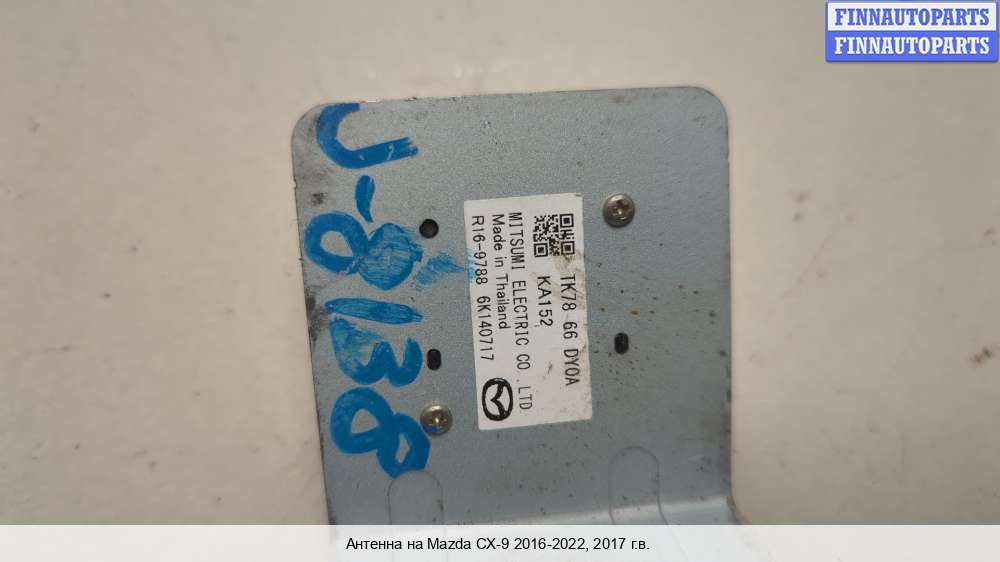 FINNAUTOPARTS
FINNAUTOPARTS
U-8138
TK78 66 DY0A
KA152
MITSUMI ELECTRIC CO.,LTD.
Made in Thailand
R16-9788 6K140717
Антенна на Mazda CX-9 2016-2022, 2017 г.в.